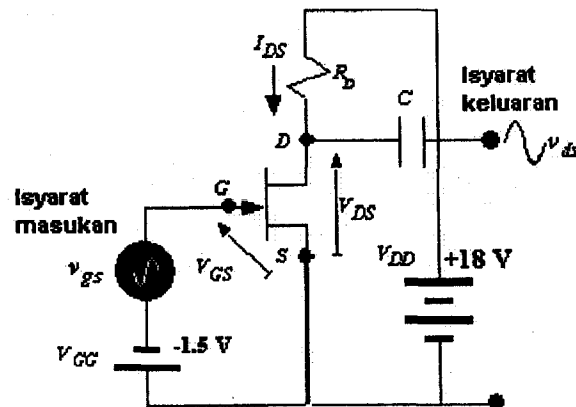 I_DS
R_D
C
Isyarat
keluaran
D
v_ds
Isyarat
masukan
G
V_DS
v_gs
V_GS
S
V_DD
+18 V
V_GG
-1.5 V